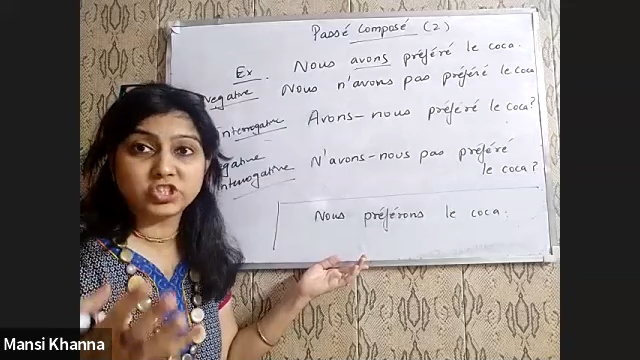 Passé Composé (2)
Ex. Nous avons préféré le coca.
Negative Nous n'avons pas préféré le coca
Interrogative Avons-nous préféré le coca?
Negative
Interrogative N'avons-nous pas préféré
le coca?
Nous préférons le coca.
Mansi Khanna